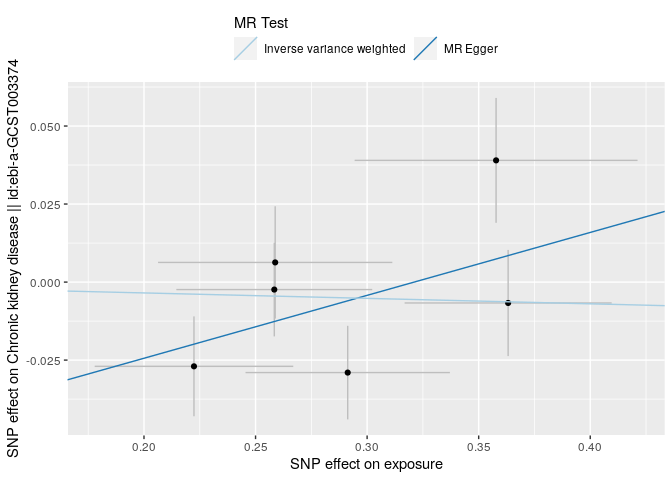 MR Test
Inverse variance weighted MR Egger
SNP effect on Chronic kidney disease || id:ebi-a-GCST003374
0.050
0.025
0.000
-0.025
0.20 0.25 0.30 0.35 0.40
SNP effect on exposure